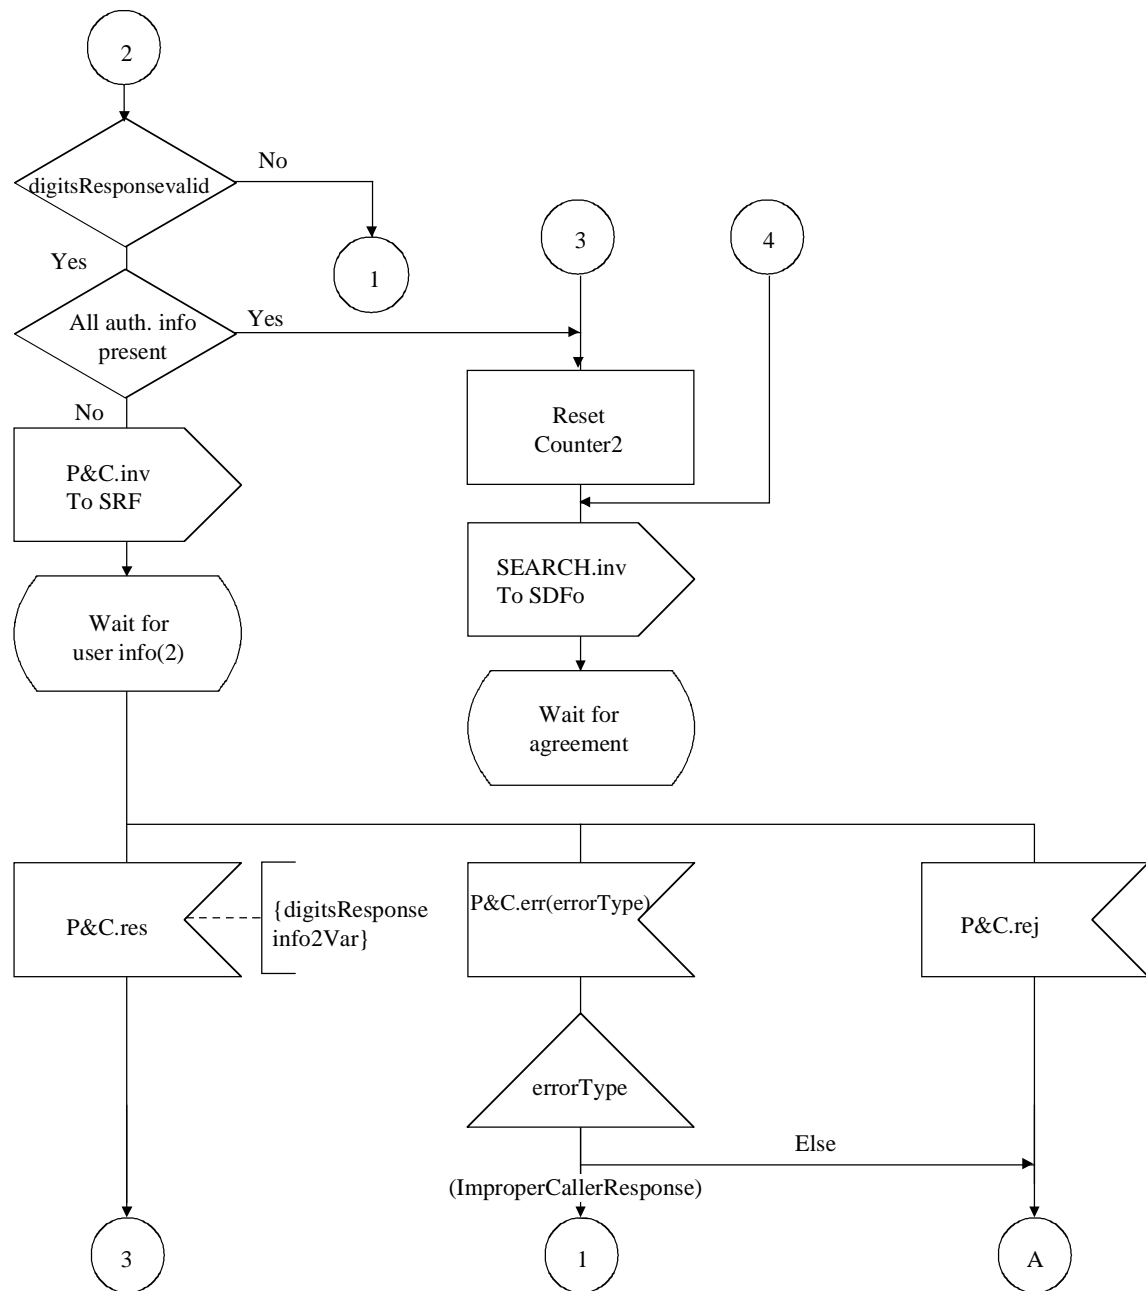 2
digitsResponsevalid
No
Yes
1
3
4
All auth. info
present
Yes
No
Reset
Counter2
P&C.inv
To SRF
SEARCH.inv
To SDFo
Wait for
user info(2)
Wait for
agreement
P&C.res
{digitsResponse
info2Var}
P&C.err(errorType)
P&C.rej
errorType
Else
(ImproperCallerResponse)
3
1
A